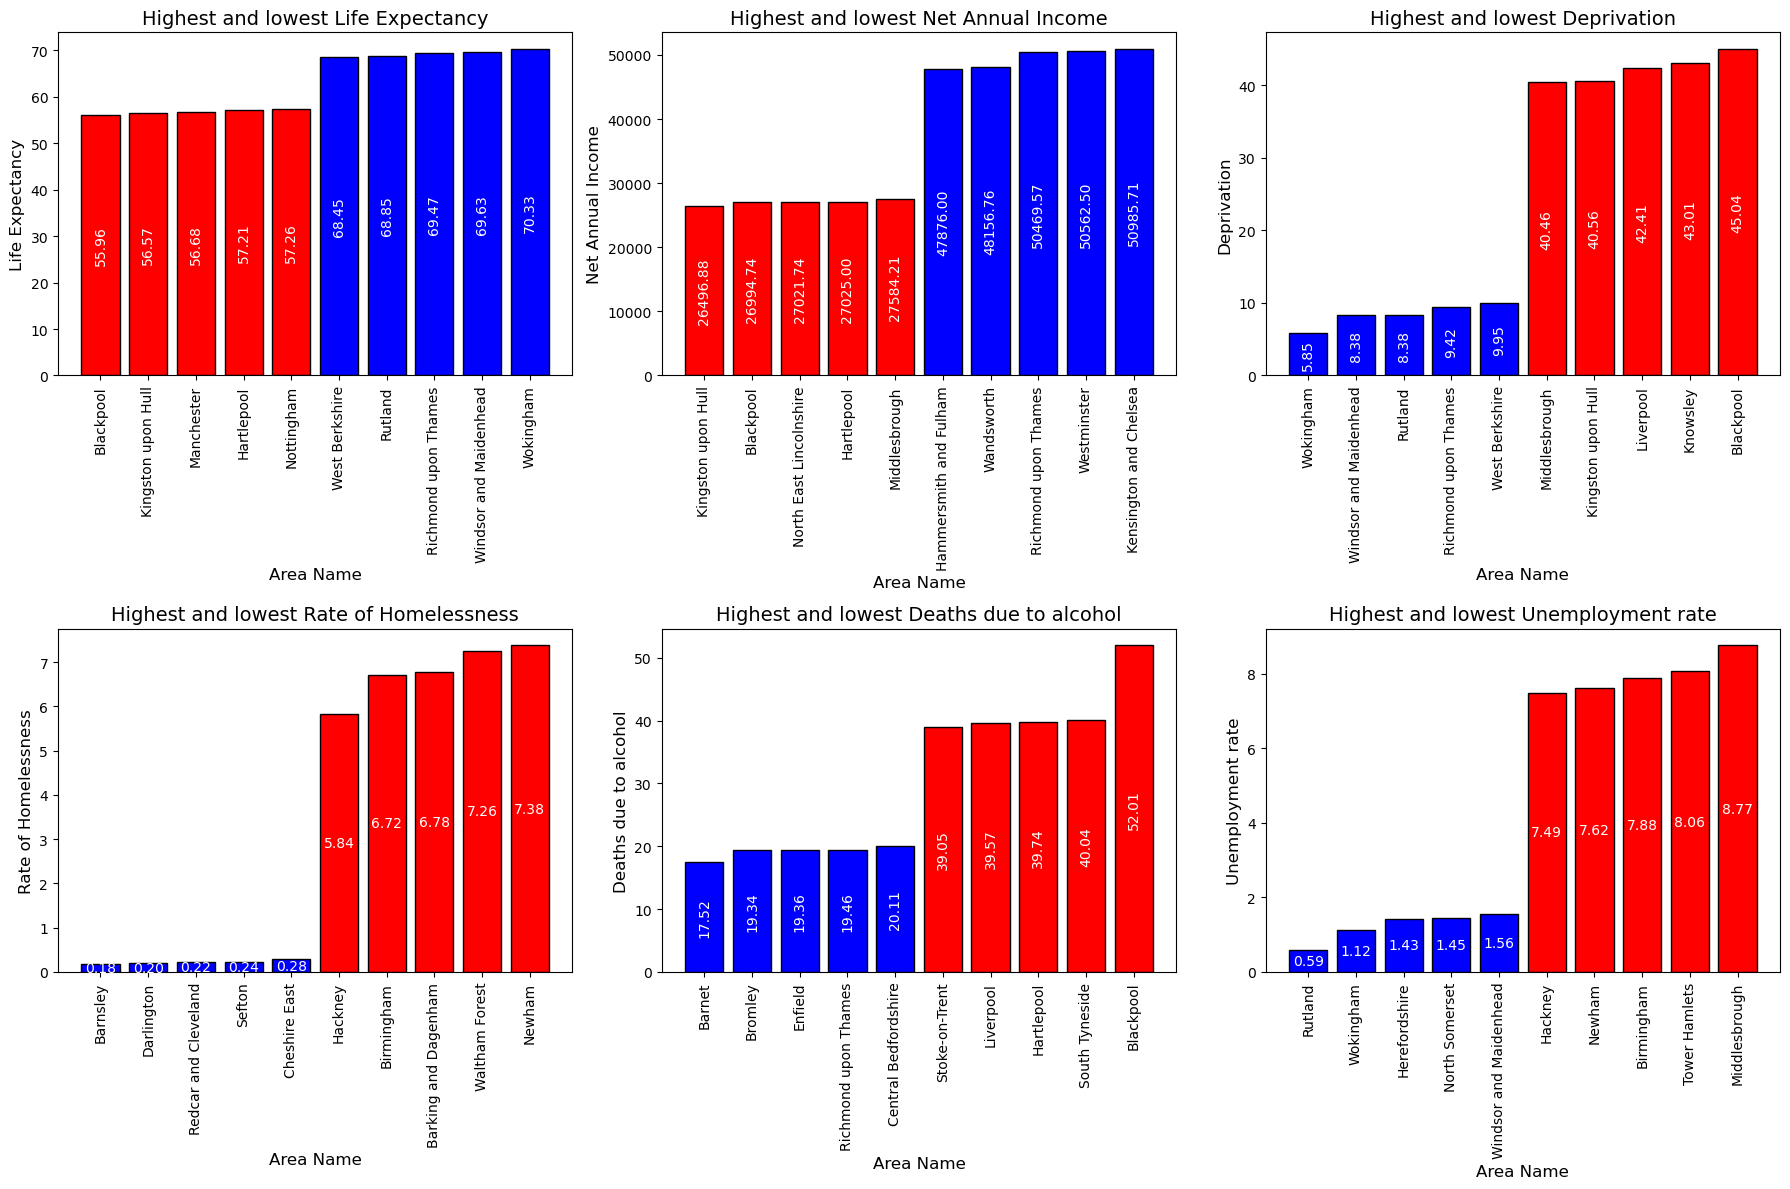 Highest and lowest Life Expectancy
Life Expectancy
70
60
50
40
30
20
10
0
55.96
56.57
56.68
57.21
57.26
68.45
68.85
69.47
69.63
70.33
Blackpool
Kingston upon Hull
Manchester
Hartlepool
Nottingham
West Berkshire
Rutland
Richmond upon Thames
Windsor and Maidenhead
Wokingham
Area Name
Highest and lowest Net Annual Income
Net Annual Income
50000
40000
30000
20000
10000
0
26496.88
26994.74
27021.74
27025.00
27584.21
47876.00
48156.76
50469.57
50562.50
50985.71
Kingston upon Hull
Blackpool
North East Lincolnshire
Hartlepool
Middlesbrough
Hammersmith and Fulham
Wandsworth
Richmond upon Thames
Westminster
Kensington and Chelsea
Area Name
Highest and lowest Deprivation
Deprivation
40
30
20
10
0
5.85
8.38
8.38
9.42
9.95
40.46
40.56
42.41
43.01
45.04
Wokingham
Windsor and Maidenhead
Rutland
Richmond upon Thames
West Berkshire
Middlesbrough
Kingston upon Hull
Liverpool
Knowsley
Blackpool
Area Name
Highest and lowest Rate of Homelessness
Rate of Homelessness
7
6
5
4
3
2
1
0
0.18
0.20
0.22
0.24
0.28
5.84
6.72
6.78
7.26
7.38
Barnsley
Darlington
Redcar and Cleveland
Sefton
Cheshire East
Hackney
Birmingham
Barking and Dagenham
Waltham Forest
Newham
Area Name
Highest and lowest Deaths due to alcohol
Deaths due to alcohol
50
40
30
20
10
0
17.52
19.34
19.36
19.46
20.11
39.05
39.57
39.74
40.04
52.01
Barnet
Bromley
Enfield
Richmond upon Thames
Central Bedfordshire
Stoke-on-Trent
Liverpool
Hartlepool
South Tyneside
Blackpool
Area Name
Highest and lowest Unemployment rate
Unemployment rate
8
6
4
2
0
0.59
1.12
1.43
1.45
1.56
7.49
7.62
7.88
8.06
8.77
Rutland
Wokingham
Herefordshire
North Somerset
Windsor and Maidenhead
Hackney
Newham
Birmingham
Tower Hamlets
Middlesbrough
Area Name